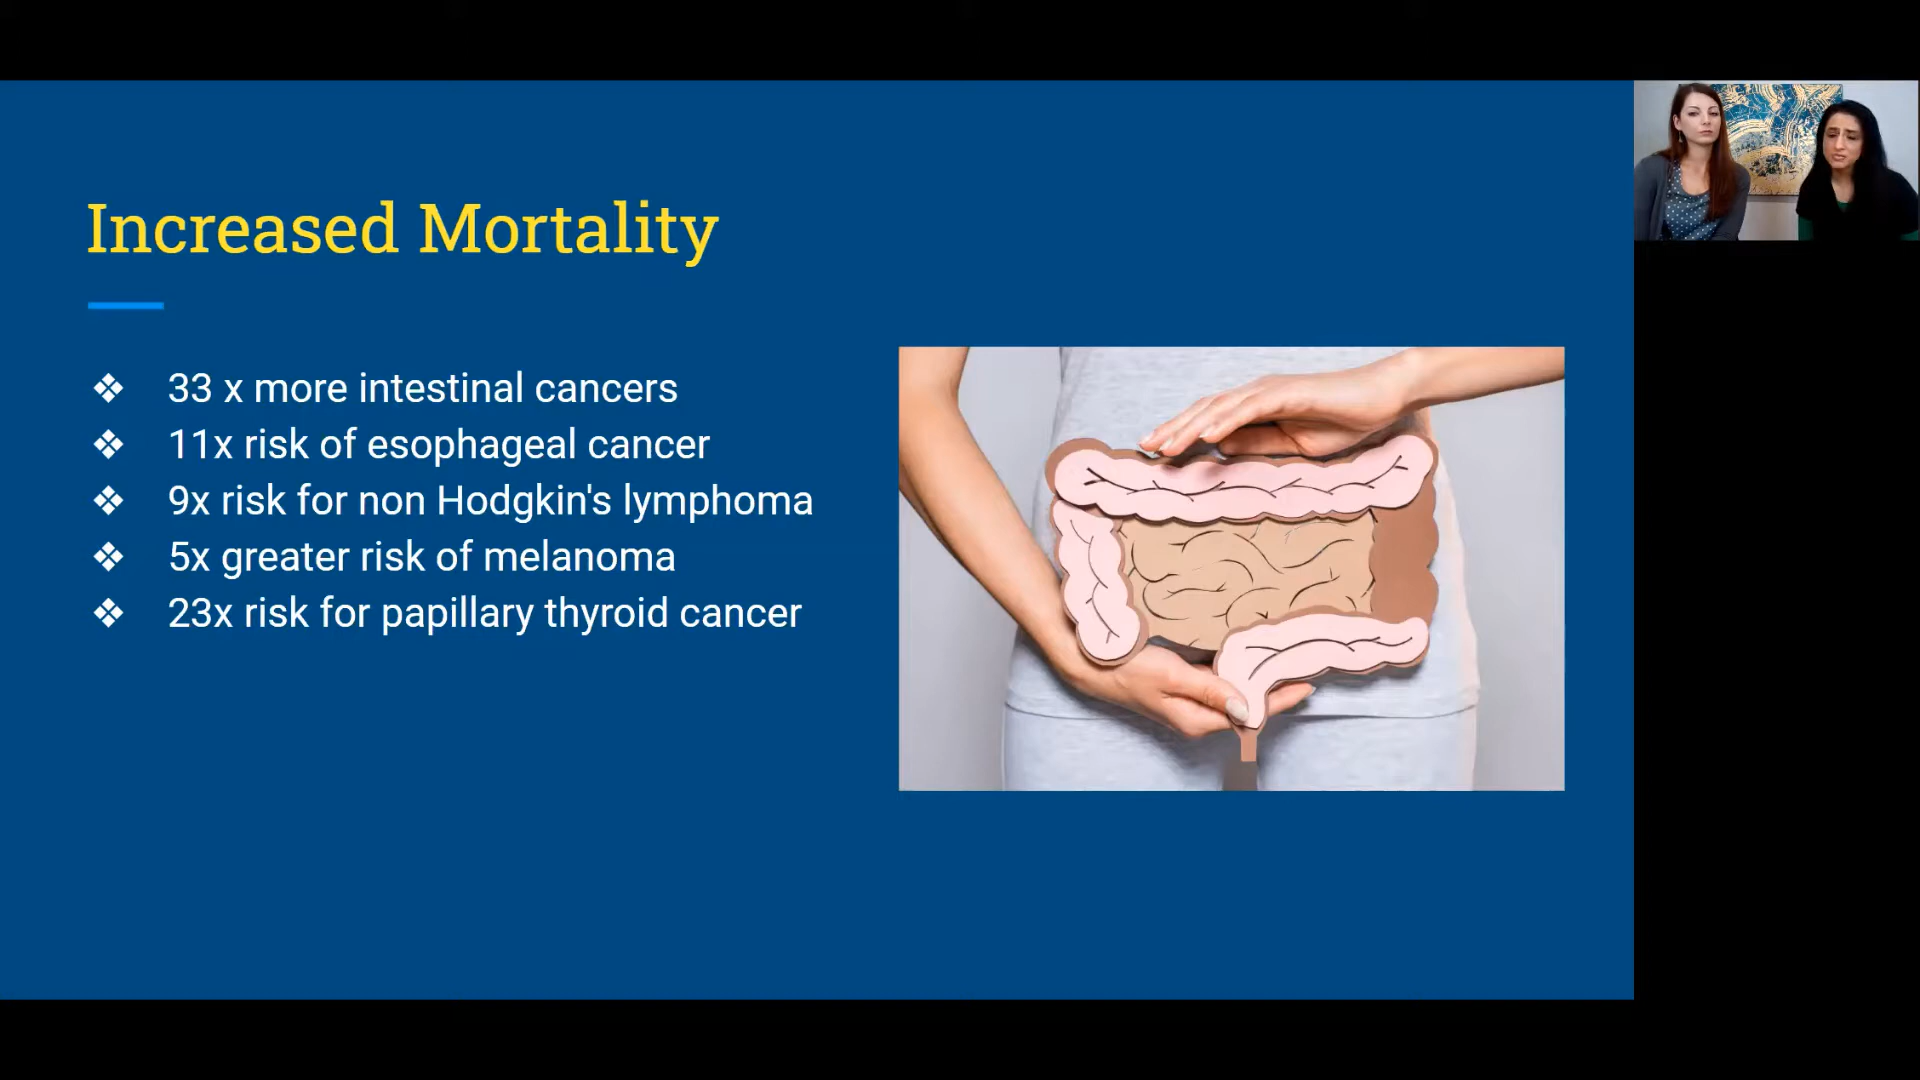 Increased Mortality
❖ 33 x more intestinal cancers
❖ 11x risk of esophageal cancer
❖ 9x risk for non Hodgkin's lymphoma
❖ 5x greater risk of melanoma
❖ 23x risk for papillary thyroid cancer